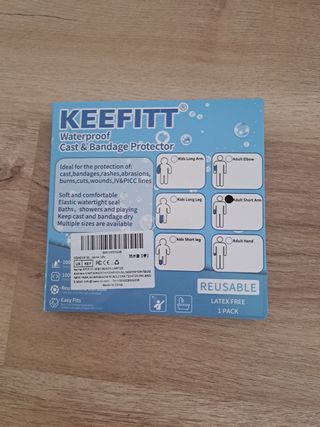 KEEFITT®
Waterproof
Cast & Bandage Protector
Ideal for the protection of:
cast,bandages,rashes,abrasions,
burns,cuts,wounds,IV&PICC lines
Soft and comfortable
Elastic watertight seal
Baths, showers and playing
Keep cast and bandage dry
Multiple sizes are available
Kids Long Arm
Adult Elbow
Kids Long Leg
Adult Short Arm
Kids Short leg
Adult Hand
UK REP
Easy Fits
REUSABLE
LATEX FREE
1 PACK